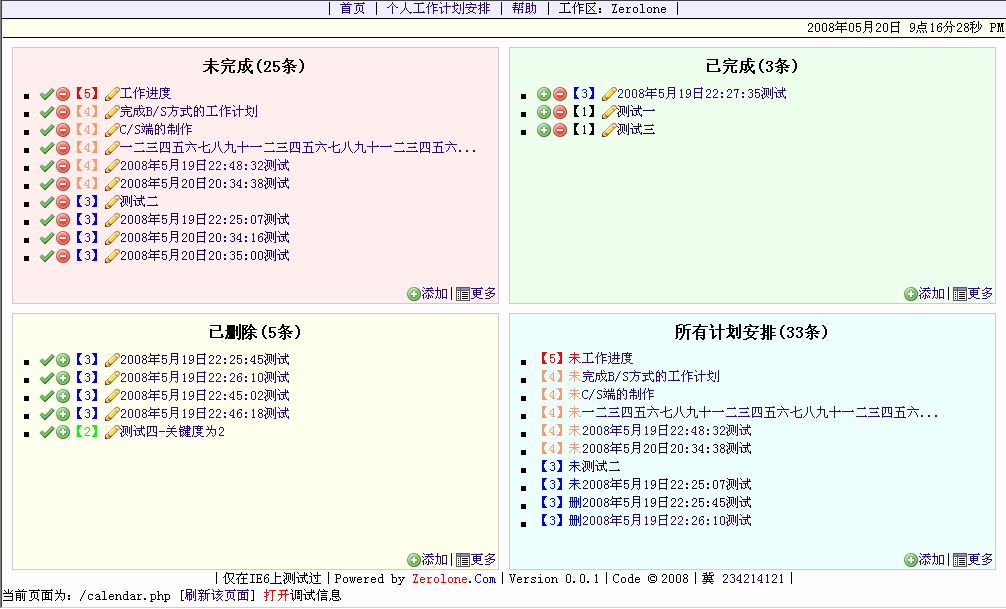 | 首页 | 个人工作计划安排 | 帮助 | 工作区: Zerolone |
2008年05月20日 9点16分28秒 PM
未完成(25条)
【5】工作进度
【4】完成B/S方式的工作计划
【4】C/S端的制作
【4】一二三四五六七八九十一二三四五六七八九十一二三四五六...
【4】2008年5月19日22:48:32测试
【4】2008年5月20日20:34:38测试
【3】测试二
【3】2008年5月19日22:25:07测试
【3】2008年5月20日20:34:16测试
【3】2008年5月20日20:35:00测试
添加|更多
已完成(3条)
【3】2008年5月19日22:27:35测试
【1】测试一
【1】测试三
添加|更多
已删除(5条)
【3】2008年5月19日22:25:45测试
【3】2008年5月19日22:26:10测试
【3】2008年5月19日22:45:02测试
【3】2008年5月19日22:46:18测试
【2】测试四-关键度为2
添加|更多
所有计划安排(33条)
【5】未工作进度
【4】未完成B/S方式的工作计划
【4】未C/S端的制作
【4】未一二三四五六七八九十一二三四五六七八九十一二三四五六...
【4】未2008年5月19日22:48:32测试
【4】未2008年5月20日20:34:38测试
【3】未测试二
【3】未2008年5月19日22:25:07测试
【3】删2008年5月19日22:25:45测试
【3】删2008年5月19日22:26:10测试
添加|更多
|仅在IE6上测试过|Powered by Zerolone.Com|Version 0.0.1|Code ©2008|冀 234214121 |
当前页面为: /calendar.php [刷新该页面] 打开调试信息